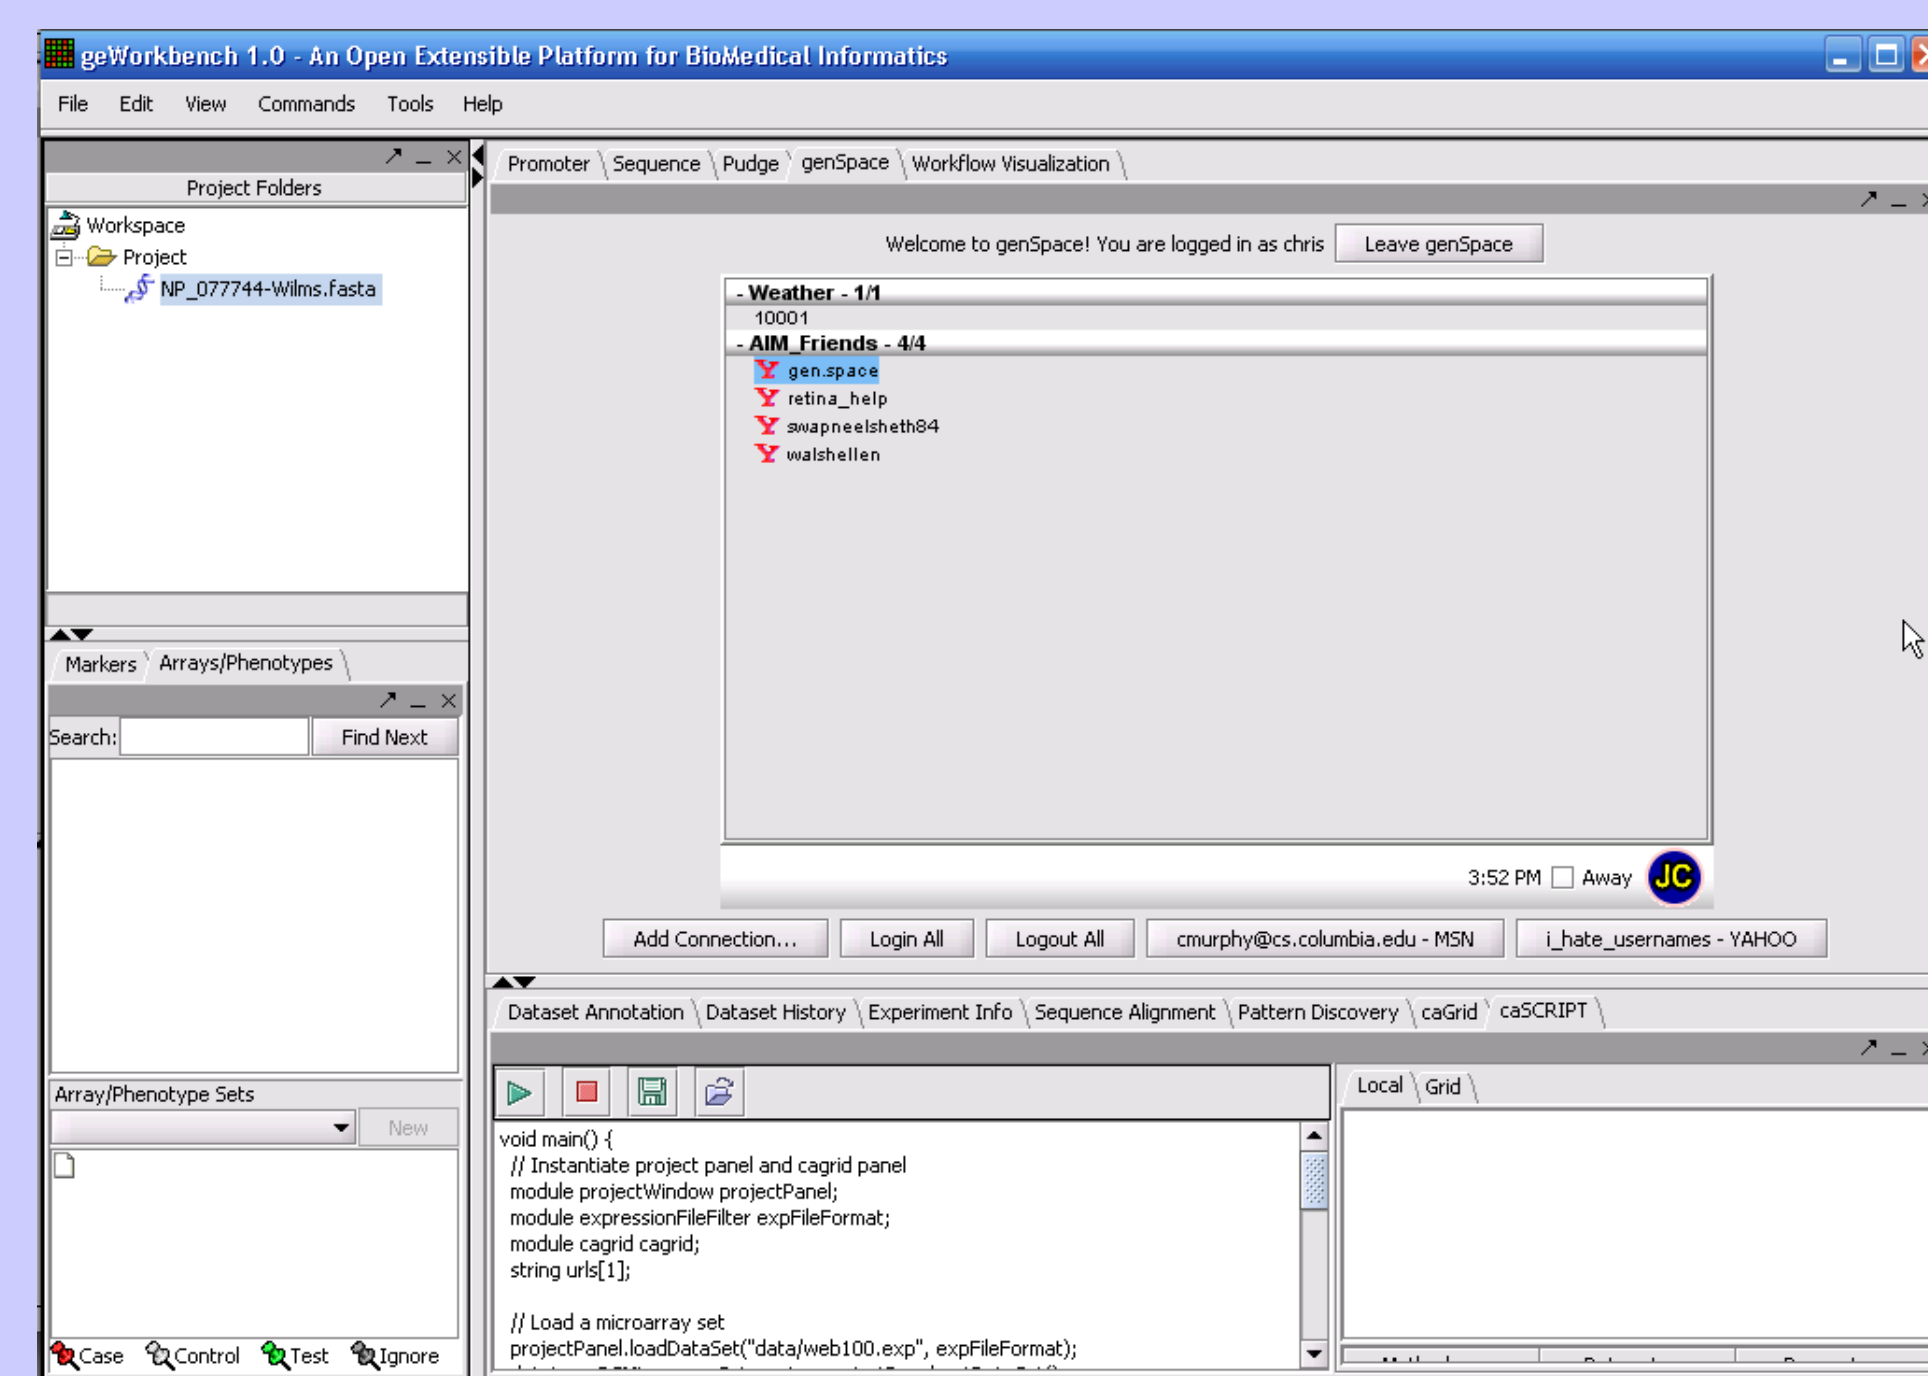 geWorkbench 1.0 - An Open Extensible Platform for BioMedical Informatics
File Edit View Commands Tools Help
Project Folders
Workspace
Project
NP_077744-Wilms.fasta
Markers Arrays/Phenotypes
Search: Find Next
Array/Phenotype Sets
New
Case Control Test Ignore
Promoter Sequence Pudge genSpace Workflow Visualization
Welcome to genSpace! You are logged in as chris Leave genSpace
- Weather - 1/1
10001
- AIM_Friends - 4/4
gen.space
retina_help
swapneelsheth84
walshellen
3:52 PM Away JC
Add Connection... Login All Logout All cmurphy@cs.columbia.edu - MSN i_hate_usernames - YAHOO
Dataset Annotation Dataset History Experiment Info Sequence Alignment Pattern Discovery caGrid caSCRIPT
void main() {
// Instantiate project panel and cagrid panel
module projectWindow projectPanel;
module expressionFileFilter expFileFormat;
module cagrid cagrid;
string urls[1];
// Load a microarray set
projectPanel.loadDataSet("data/web100.exp", expFileFormat);
Local Grid